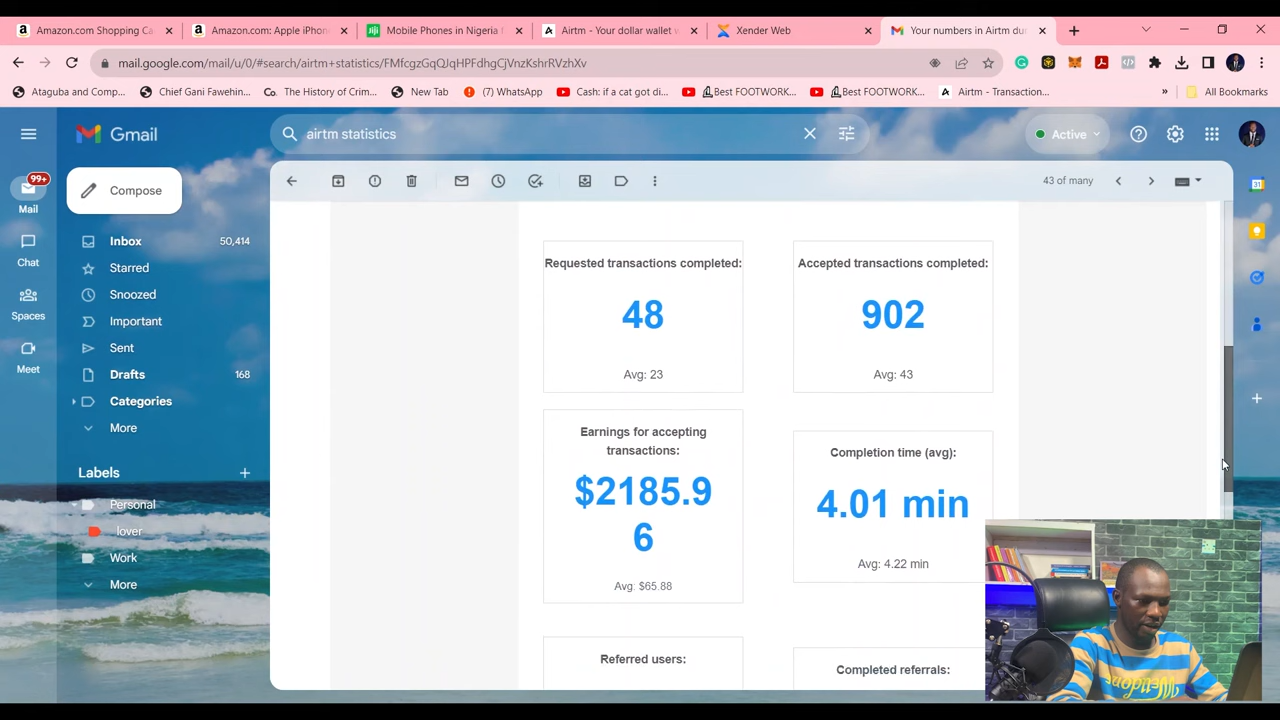 Amazon.com Shopping Ca
Amazon.com: Apple iPhon
Mobile Phones in Nigeria
Airtm - Your dollar wallet w
Xender Web
Your numbers in Airtm du
mail.google.com/mail/u/0/#search/airtm+statistics/FMfcgzGqQJqHPFdhgCjVnzKshrRVzhXv
Ataguba and Comp...
Chief Gani Fawehin...
Co. The History of Crim...
New Tab
(7) WhatsApp
Cash: if a cat got di...
Best FOOTWORK...
Best FOOTWORK...
A Airtm - Transaction...
»
All Bookmarks
Gmail
airtm statistics
Active
99+
Mail
Chat
Spaces
Meet
Compose
Inbox 50,414
Starred
Snoozed
Important
Sent
Drafts 168
Categories
More
Labels
Personal
lover
Work
More
43 of many
31
Requested transactions completed:
48
Avg: 23
Accepted transactions completed:
902
Avg: 43
Earnings for accepting
transactions:
$2185.9
6
Avg: $65.88
Completion time (avg):
4.01 min
Avg: 4.22 min
Referred users:
Completed referrals: